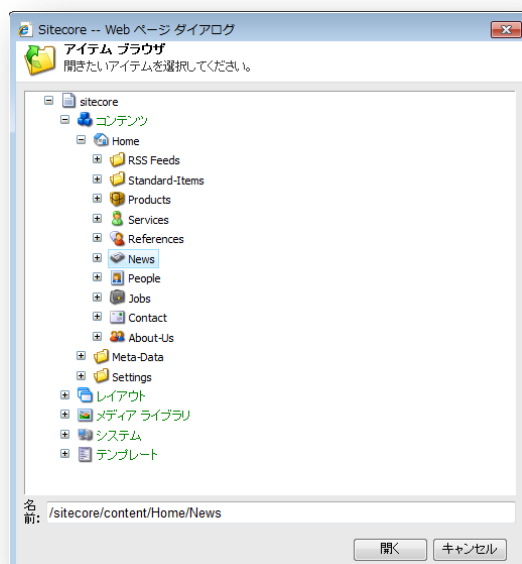 Sitecore -- Web ページ ダイアログ
アイテム ブラウザ
開きたいアイテムを選択してください。
sitecore
コンテンツ
Home
RSS Feeds
Standard-Items
Products
Services
References
News
People
Jobs
Contact
About-Us
Meta-Data
Settings
レイアウト
メディア ライブラリ
システム
テンプレート
名前: /sitecore/content/Home/News
開く キャンセル